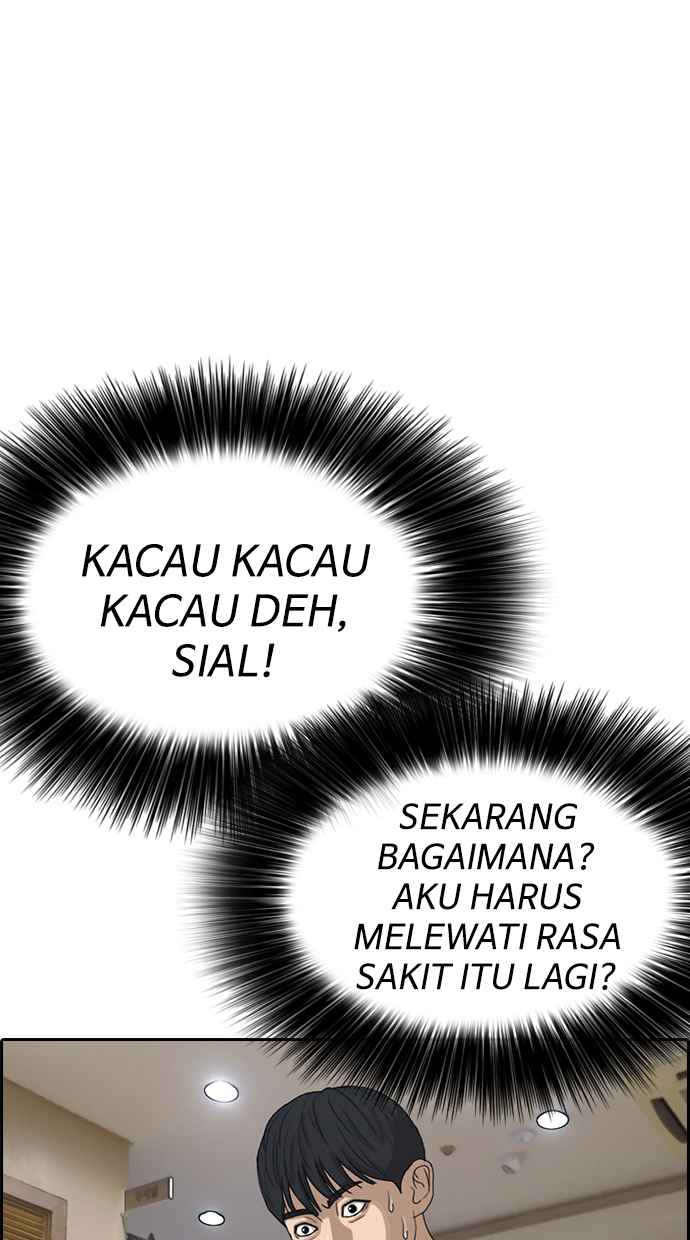 KACAU KACAU
KACAU DEH,
SIAL!
SEKARANG
BAGAIMANA?
AKU HARUS
MELEWATI RASA
SAKIT ITU LAGI?